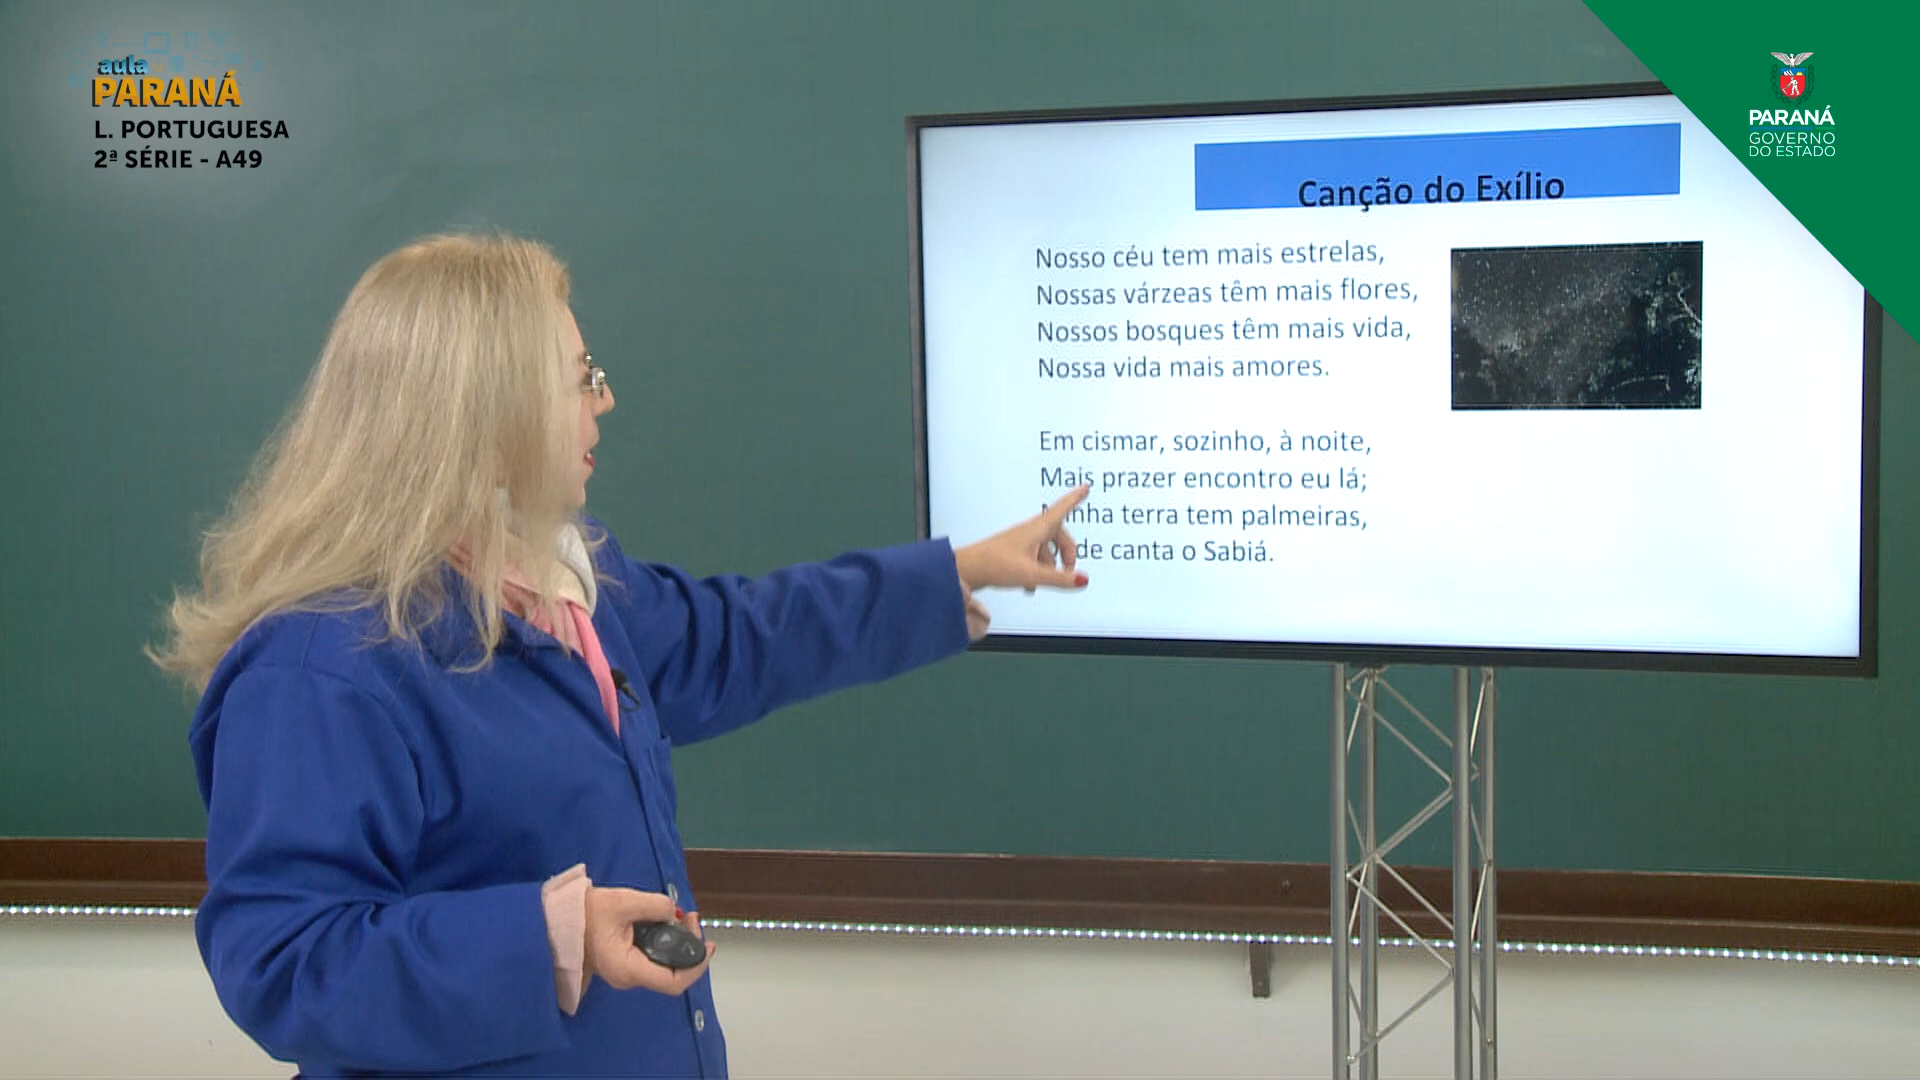 aula
PARANÁ
L. PORTUGUESA
2ª SÉRIE - A49
PARANÁ
GOVERNO
DO ESTADO
Canção do Exílio
Nosso céu tem mais estrelas,
Nossas várzeas têm mais flores,
Nossos bosques têm mais vida,
Nossa vida mais amores.
Em cismar, sozinho, à noite,
Mais prazer encontro eu lá;
Minha terra tem palmeiras,
Onde canta o Sabiá.